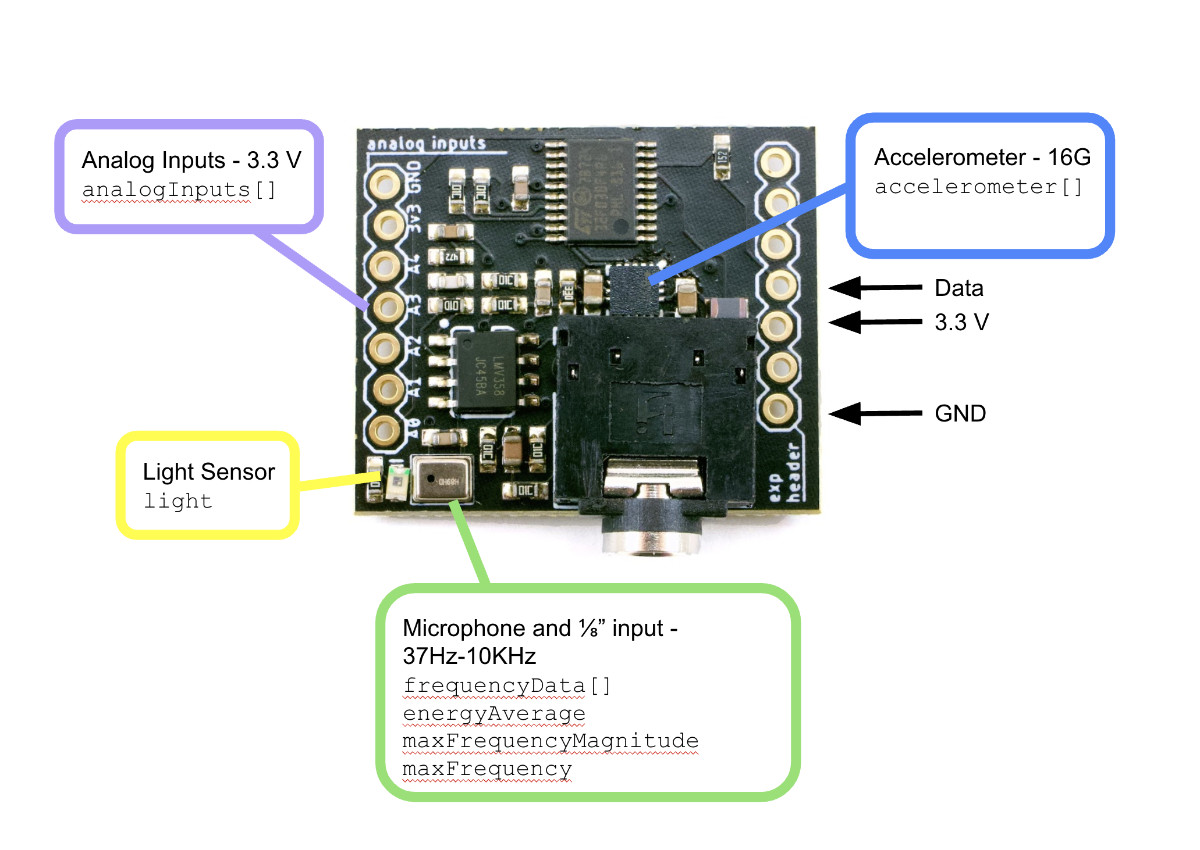 analog inputs
Analog Inputs - 3.3 V
analogInputs[]
Accelerometer - 16G
accelerometer[]
GND
3V3
A4
A3
A2
A1
A0
152
472
LMV358
JC45BA
Data
3.3 V
GND
exp
header
Light Sensor
light
Microphone and ⅛” input -
37Hz-10KHz
frequencyData[]
energyAverage
maxFrequencyMagnitude
maxFrequency